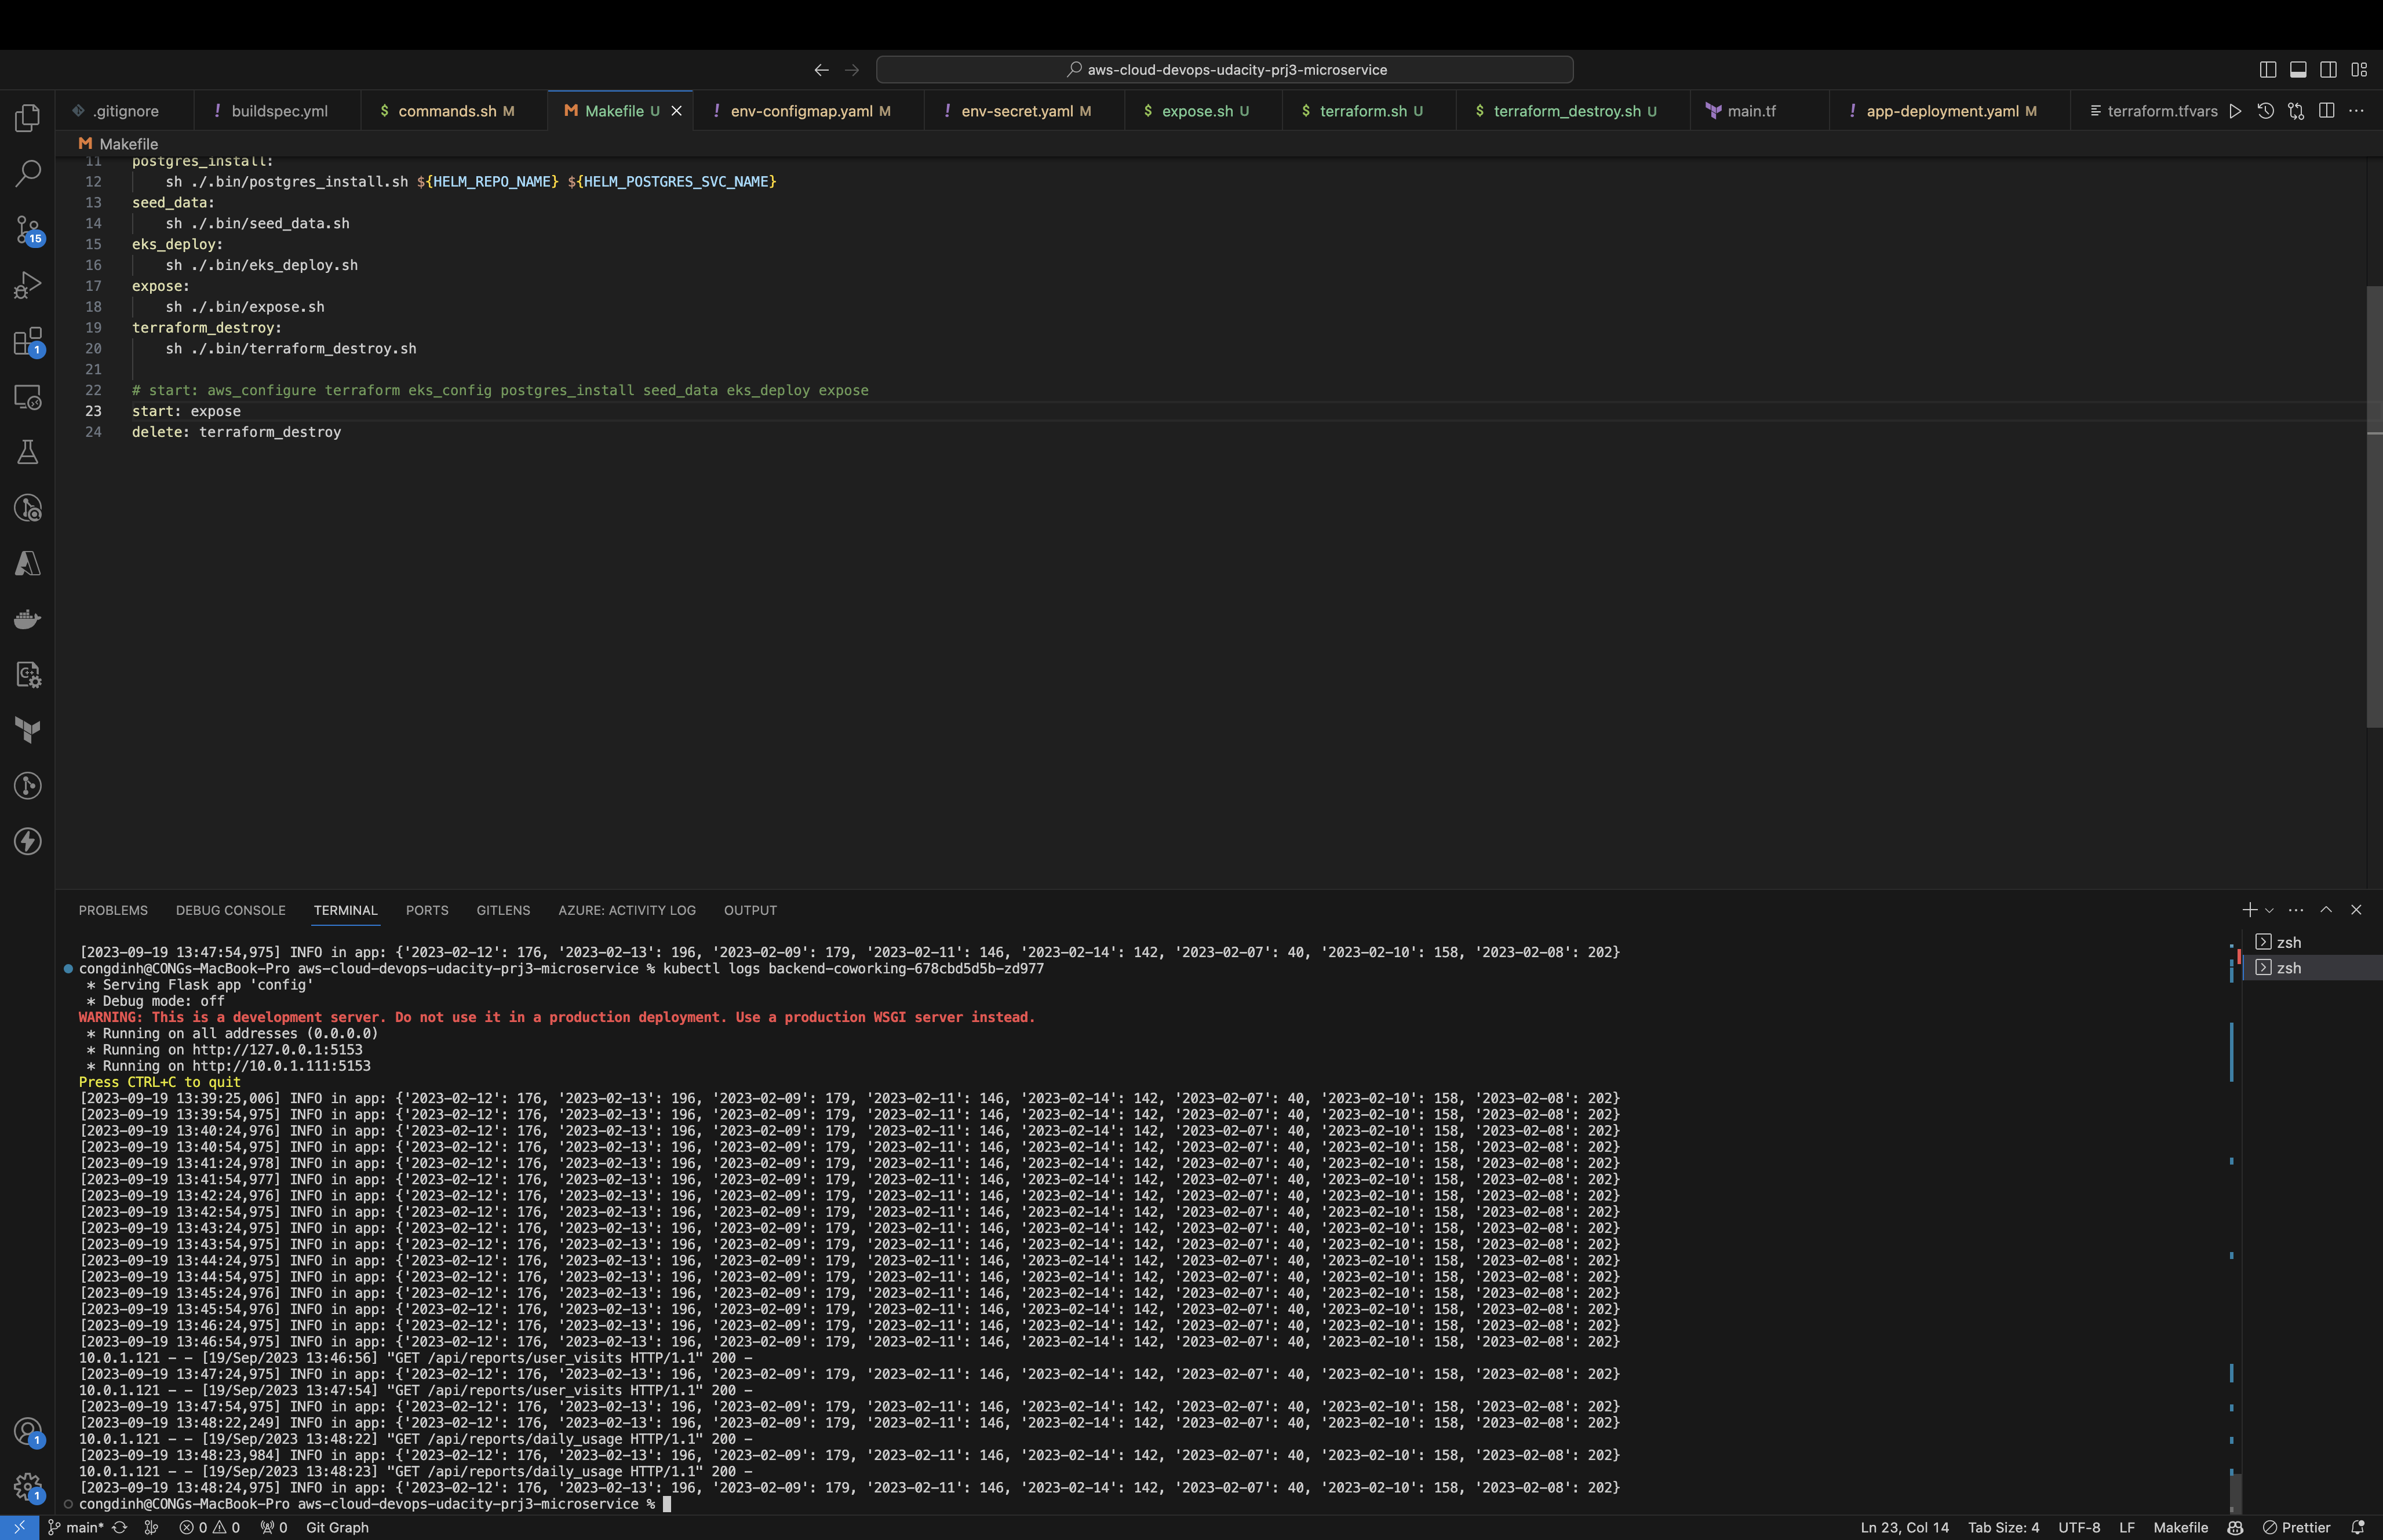 aws-cloud-devops-udacity-prj3-microservice
.gitignore
! buildspec.yml
$ commands.sh M
M Makefile U
! env-configmap.yaml M
! env-secret.yaml M
$ expose.sh U
$ terraform.sh U
$ terraform_destroy.sh U
main.tf
! app-deployment.yaml M
terraform.tfvars
M Makefile
11 postgres_install:
12 sh ./.bin/postgres_install.sh ${HELM_REPO_NAME} ${HELM_POSTGRES_SVC_NAME}
13 seed_data:
14 sh ./.bin/seed_data.sh
15 eks_deploy:
16 sh ./.bin/eks_deploy.sh
17 expose:
18 sh ./.bin/expose.sh
19 terraform_destroy:
20 sh ./.bin/terraform_destroy.sh
21
22 # start: aws_configure terraform eks_config postgres_install seed_data eks_deploy expose
23 start: expose
24 delete: terraform_destroy
15
1
1
1
PROBLEMS DEBUG CONSOLE TERMINAL PORTS GITLENS AZURE: ACTIVITY LOG OUTPUT
zsh
zsh
[2023-09-19 13:47:54,975] INFO in app: {'2023-02-12': 176, '2023-02-13': 196, '2023-02-09': 179, '2023-02-11': 146, '2023-02-14': 142, '2023-02-07': 40, '2023-02-10': 158, '2023-02-08': 202}
congdinh@CONGs-MacBook-Pro aws-cloud-devops-udacity-prj3-microservice % kubectl logs backend-coworking-678cbd5d5b-zd977
* Serving Flask app 'config'
* Debug mode: off
WARNING: This is a development server. Do not use it in a production deployment. Use a production WSGI server instead.
* Running on all addresses (0.0.0.0)
* Running on http://127.0.0.1:5153
* Running on http://10.0.1.111:5153
Press CTRL+C to quit
[2023-09-19 13:39:25,006] INFO in app: {'2023-02-12': 176, '2023-02-13': 196, '2023-02-09': 179, '2023-02-11': 146, '2023-02-14': 142, '2023-02-07': 40, '2023-02-10': 158, '2023-02-08': 202}
[2023-09-19 13:39:54,975] INFO in app: {'2023-02-12': 176, '2023-02-13': 196, '2023-02-09': 179, '2023-02-11': 146, '2023-02-14': 142, '2023-02-07': 40, '2023-02-10': 158, '2023-02-08': 202}
[2023-09-19 13:40:24,976] INFO in app: {'2023-02-12': 176, '2023-02-13': 196, '2023-02-09': 179, '2023-02-11': 146, '2023-02-14': 142, '2023-02-07': 40, '2023-02-10': 158, '2023-02-08': 202}
[2023-09-19 13:40:54,975] INFO in app: {'2023-02-12': 176, '2023-02-13': 196, '2023-02-09': 179, '2023-02-11': 146, '2023-02-14': 142, '2023-02-07': 40, '2023-02-10': 158, '2023-02-08': 202}
[2023-09-19 13:41:24,978] INFO in app: {'2023-02-12': 176, '2023-02-13': 196, '2023-02-09': 179, '2023-02-11': 146, '2023-02-14': 142, '2023-02-07': 40, '2023-02-10': 158, '2023-02-08': 202}
[2023-09-19 13:41:54,977] INFO in app: {'2023-02-12': 176, '2023-02-13': 196, '2023-02-09': 179, '2023-02-11': 146, '2023-02-14': 142, '2023-02-07': 40, '2023-02-10': 158, '2023-02-08': 202}
[2023-09-19 13:42:24,976] INFO in app: {'2023-02-12': 176, '2023-02-13': 196, '2023-02-09': 179, '2023-02-11': 146, '2023-02-14': 142, '2023-02-07': 40, '2023-02-10': 158, '2023-02-08': 202}
[2023-09-19 13:42:54,975] INFO in app: {'2023-02-12': 176, '2023-02-13': 196, '2023-02-09': 179, '2023-02-11': 146, '2023-02-14': 142, '2023-02-07': 40, '2023-02-10': 158, '2023-02-08': 202}
[2023-09-19 13:43:24,975] INFO in app: {'2023-02-12': 176, '2023-02-13': 196, '2023-02-09': 179, '2023-02-11': 146, '2023-02-14': 142, '2023-02-07': 40, '2023-02-10': 158, '2023-02-08': 202}
[2023-09-19 13:43:54,975] INFO in app: {'2023-02-12': 176, '2023-02-13': 196, '2023-02-09': 179, '2023-02-11': 146, '2023-02-14': 142, '2023-02-07': 40, '2023-02-10': 158, '2023-02-08': 202}
[2023-09-19 13:44:24,975] INFO in app: {'2023-02-12': 176, '2023-02-13': 196, '2023-02-09': 179, '2023-02-11': 146, '2023-02-14': 142, '2023-02-07': 40, '2023-02-10': 158, '2023-02-08': 202}
[2023-09-19 13:44:54,975] INFO in app: {'2023-02-12': 176, '2023-02-13': 196, '2023-02-09': 179, '2023-02-11': 146, '2023-02-14': 142, '2023-02-07': 40, '2023-02-10': 158, '2023-02-08': 202}
[2023-09-19 13:45:24,976] INFO in app: {'2023-02-12': 176, '2023-02-13': 196, '2023-02-09': 179, '2023-02-11': 146, '2023-02-14': 142, '2023-02-07': 40, '2023-02-10': 158, '2023-02-08': 202}
[2023-09-19 13:45:54,976] INFO in app: {'2023-02-12': 176, '2023-02-13': 196, '2023-02-09': 179, '2023-02-11': 146, '2023-02-14': 142, '2023-02-07': 40, '2023-02-10': 158, '2023-02-08': 202}
[2023-09-19 13:46:24,975] INFO in app: {'2023-02-12': 176, '2023-02-13': 196, '2023-02-09': 179, '2023-02-11': 146, '2023-02-14': 142, '2023-02-07': 40, '2023-02-10': 158, '2023-02-08': 202}
[2023-09-19 13:46:54,975] INFO in app: {'2023-02-12': 176, '2023-02-13': 196, '2023-02-09': 179, '2023-02-11': 146, '2023-02-14': 142, '2023-02-07': 40, '2023-02-10': 158, '2023-02-08': 202}
10.0.1.121 - - [19/Sep/2023 13:46:56] "GET /api/reports/user_visits HTTP/1.1" 200 -
[2023-09-19 13:47:24,975] INFO in app: {'2023-02-12': 176, '2023-02-13': 196, '2023-02-09': 179, '2023-02-11': 146, '2023-02-14': 142, '2023-02-07': 40, '2023-02-10': 158, '2023-02-08': 202}
10.0.1.121 - - [19/Sep/2023 13:47:54] "GET /api/reports/user_visits HTTP/1.1" 200 -
[2023-09-19 13:47:54,975] INFO in app: {'2023-02-12': 176, '2023-02-13': 196, '2023-02-09': 179, '2023-02-11': 146, '2023-02-14': 142, '2023-02-07': 40, '2023-02-10': 158, '2023-02-08': 202}
[2023-09-19 13:48:22,249] INFO in app: {'2023-02-12': 176, '2023-02-13': 196, '2023-02-09': 179, '2023-02-11': 146, '2023-02-14': 142, '2023-02-07': 40, '2023-02-10': 158, '2023-02-08': 202}
10.0.1.121 - - [19/Sep/2023 13:48:22] "GET /api/reports/daily_usage HTTP/1.1" 200 -
[2023-09-19 13:48:23,984] INFO in app: {'2023-02-12': 176, '2023-02-13': 196, '2023-02-09': 179, '2023-02-11': 146, '2023-02-14': 142, '2023-02-07': 40, '2023-02-10': 158, '2023-02-08': 202}
10.0.1.121 - - [19/Sep/2023 13:48:23] "GET /api/reports/daily_usage HTTP/1.1" 200 -
[2023-09-19 13:48:24,975] INFO in app: {'2023-02-12': 176, '2023-02-13': 196, '2023-02-09': 179, '2023-02-11': 146, '2023-02-14': 142, '2023-02-07': 40, '2023-02-10': 158, '2023-02-08': 202}
congdinh@CONGs-MacBook-Pro aws-cloud-devops-udacity-prj3-microservice %
main* 0 0 0 Git Graph Ln 23, Col 14 Tab Size: 4 UTF-8 LF Makefile Prettier